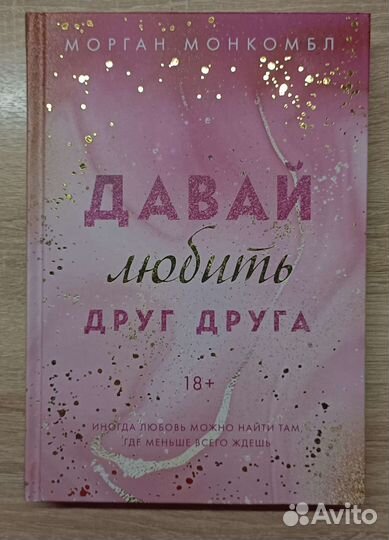 МОРГАН МОНКОМБЛ
ДАВАЙ
любить
ДРУГ ДРУГА
18+
ИНОГДА ЛЮБОВЬ МОЖНО НАЙТИ ТАМ,
ГДЕ МЕНЬШЕ ВСЕГО ЖДЕШЬ
Avito